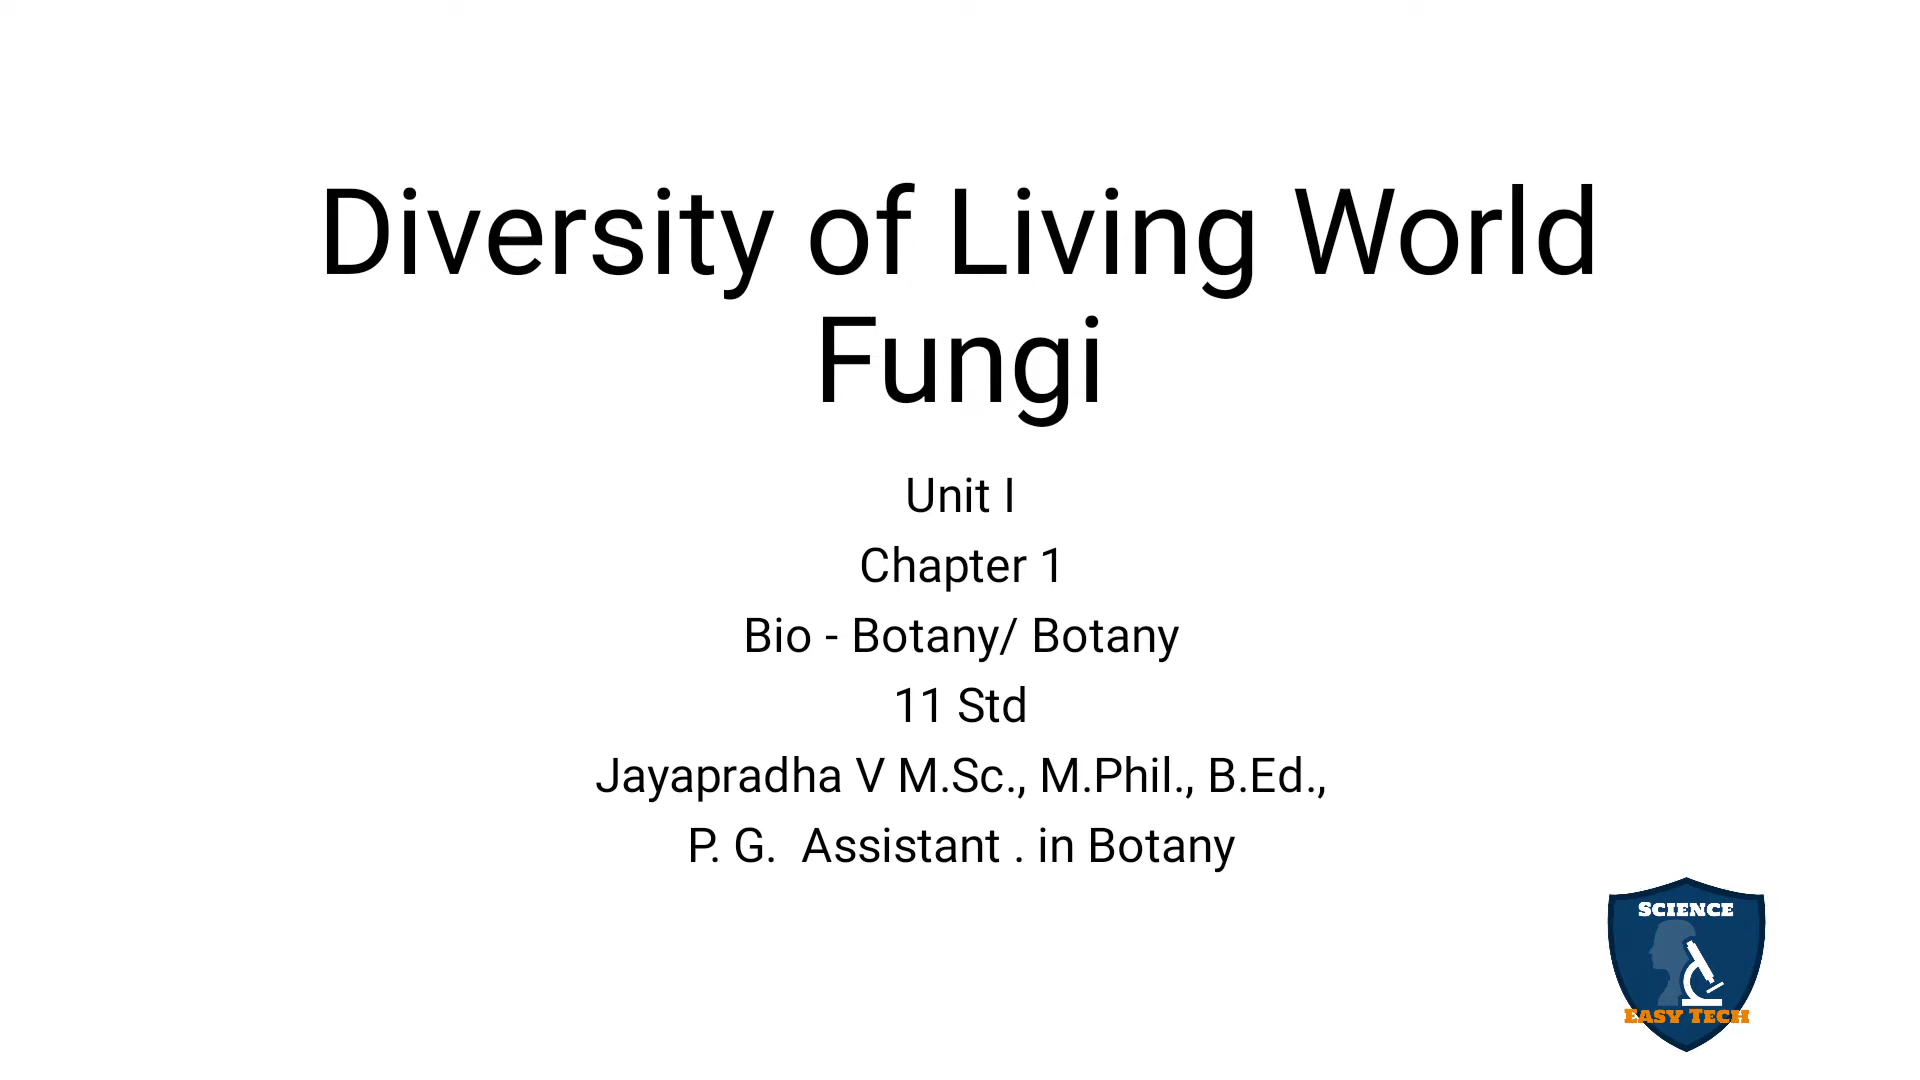 Diversity of Living World
Fungi
Unit I
Chapter 1
Bio - Botany/ Botany
11 Std
Jayapradha V M.Sc., M.Phil., B.Ed.,
P. G.  Assistant . in Botany
SCIENCE
EASY TECH